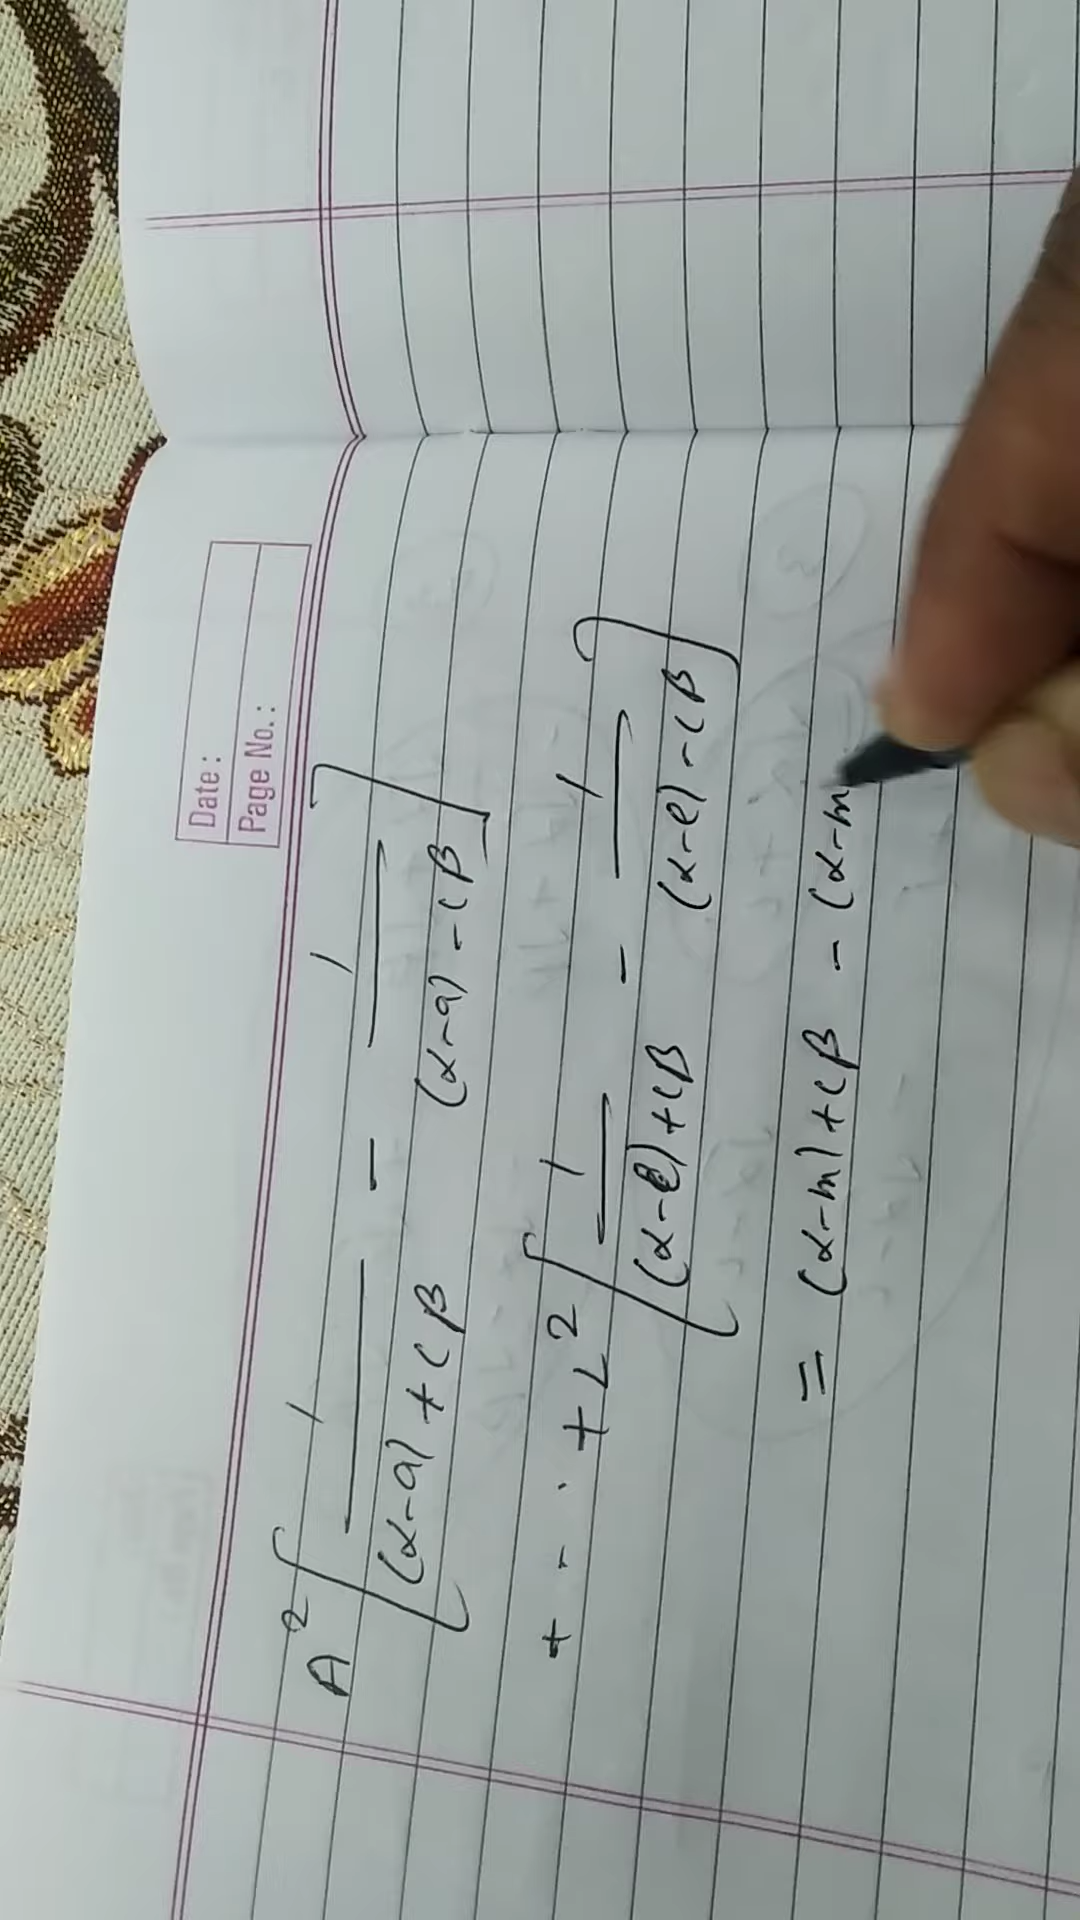 Date :
Page No. :
A² [ 1/((α-a)+iβ) - 1/((α-a)-iβ) ]
+ - . . + L² [ 1/((α-l)+iβ) - 1/((α-l)-iβ) ]
= (α-m)+iβ - (α-m